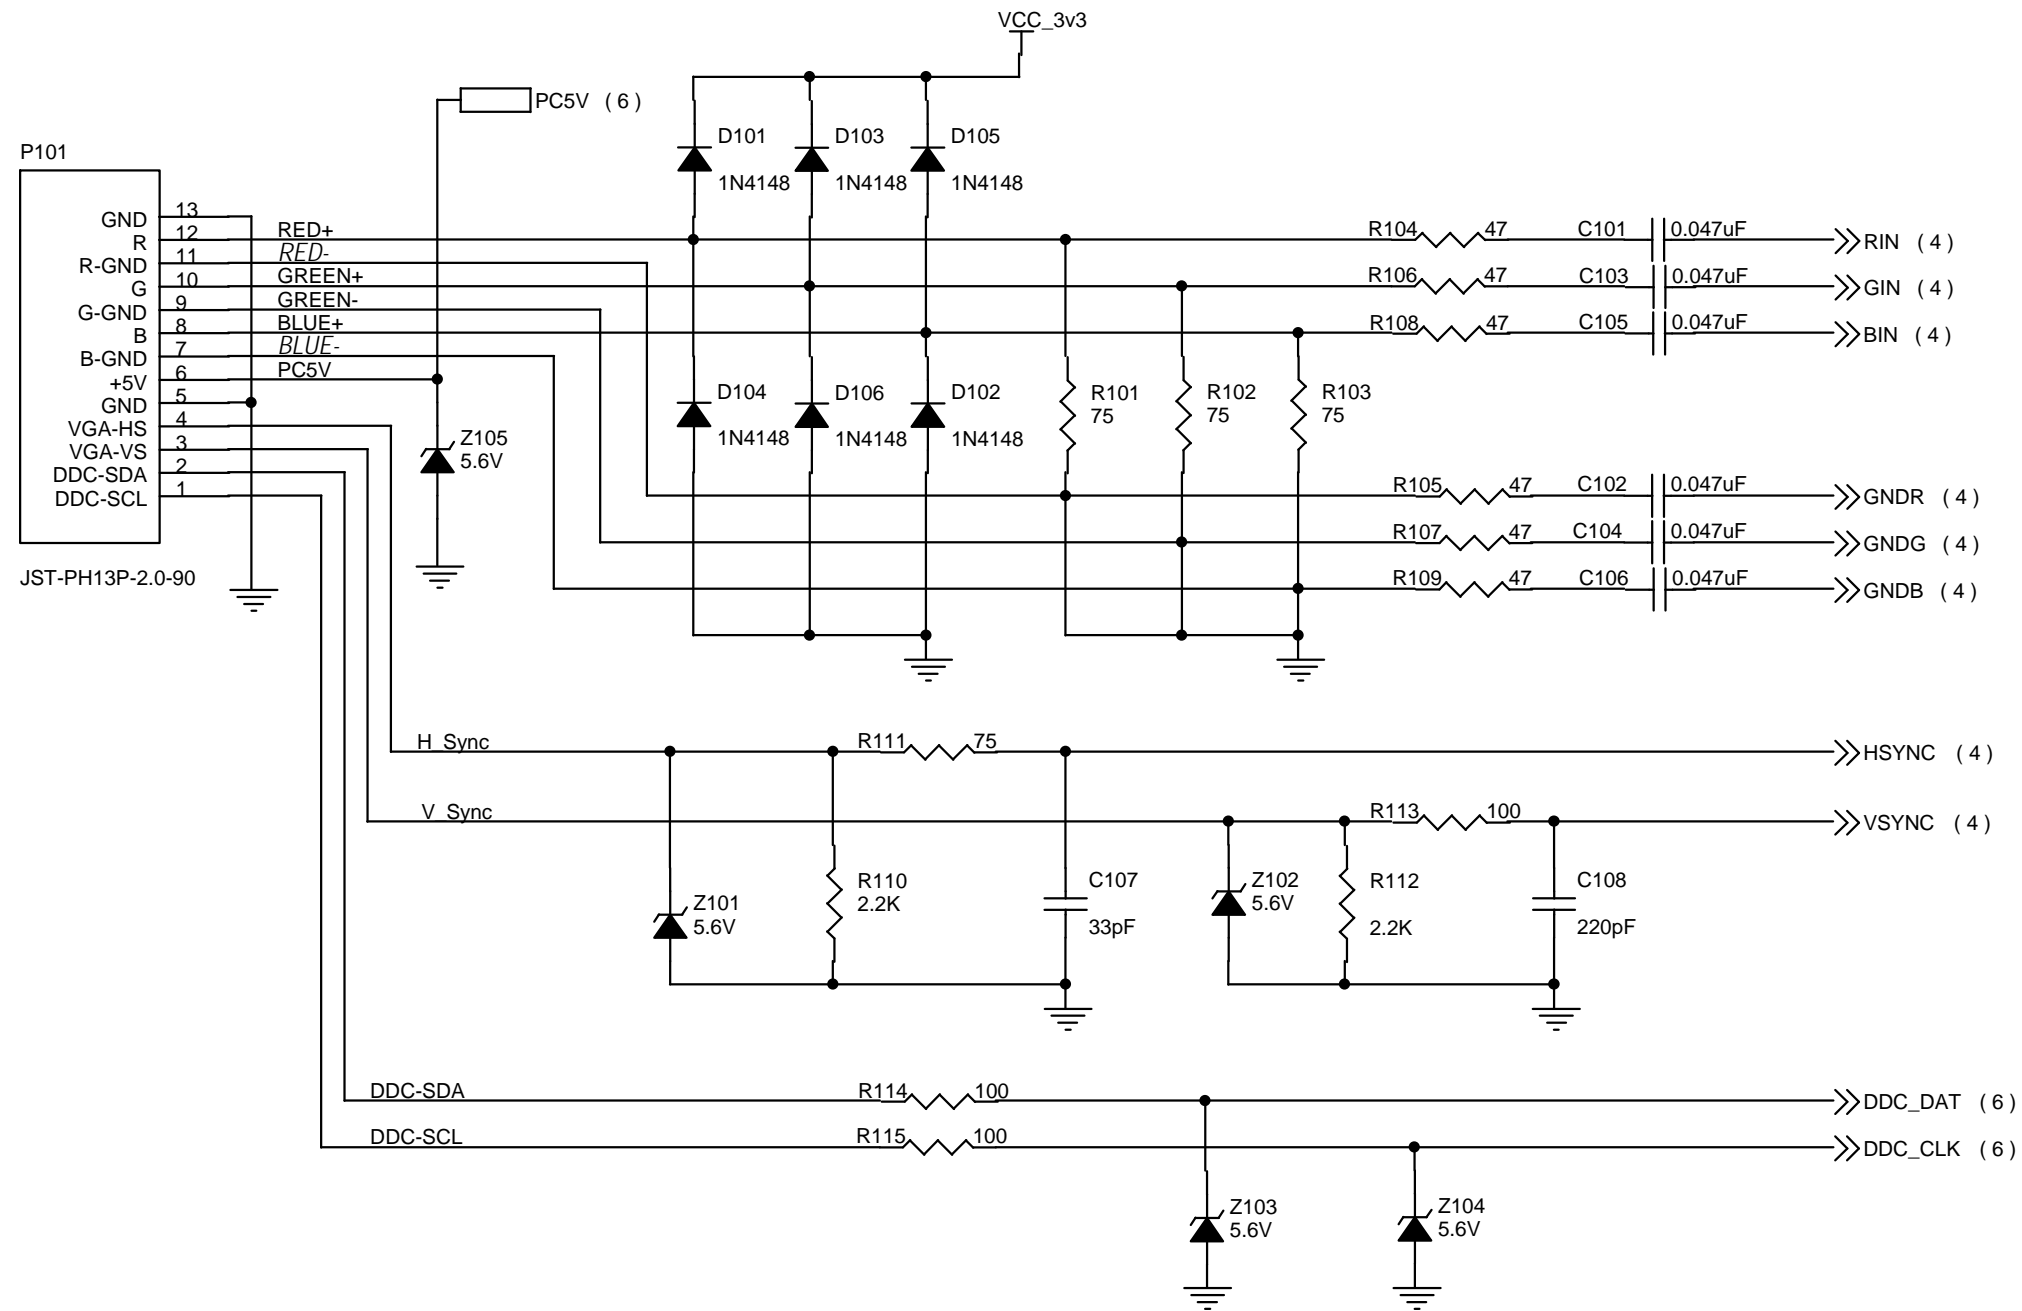 VCC_3v3
PC5V ( 6 )
P101
D101
1N4148
D103
1N4148
D105
1N4148
GND 13
R 12 RED+
R-GND 11 RED-
G 10 GREEN+
G-GND 9 GREEN-
B 8 BLUE+
B-GND 7 BLUE-
+5V 6 PC5V
GND 5
VGA-HS 4
VGA-VS 3
DDC-SDA 2
DDC-SCL 1
JST-PH13P-2.0-90
Z105
5.6V
R104 47 C101 0.047uF RIN ( 4 )
R106 47 C103 0.047uF GIN ( 4 )
R108 47 C105 0.047uF BIN ( 4 )
D104
1N4148
D106
1N4148
D102
1N4148
R101
75
R102
75
R103
75
R105 47 C102 0.047uF GNDR ( 4 )
R107 47 C104 0.047uF GNDG ( 4 )
R109 47 C106 0.047uF GNDB ( 4 )
H_Sync R111 75 HSYNC ( 4 )
V_Sync R113 100 VSYNC ( 4 )
Z101
5.6V
R110
2.2K
C107
33pF
Z102
5.6V
R112
2.2K
C108
220pF
DDC-SDA R114 100 DDC_DAT ( 6 )
DDC-SCL R115 100 DDC_CLK ( 6 )
Z103
5.6V
Z104
5.6V